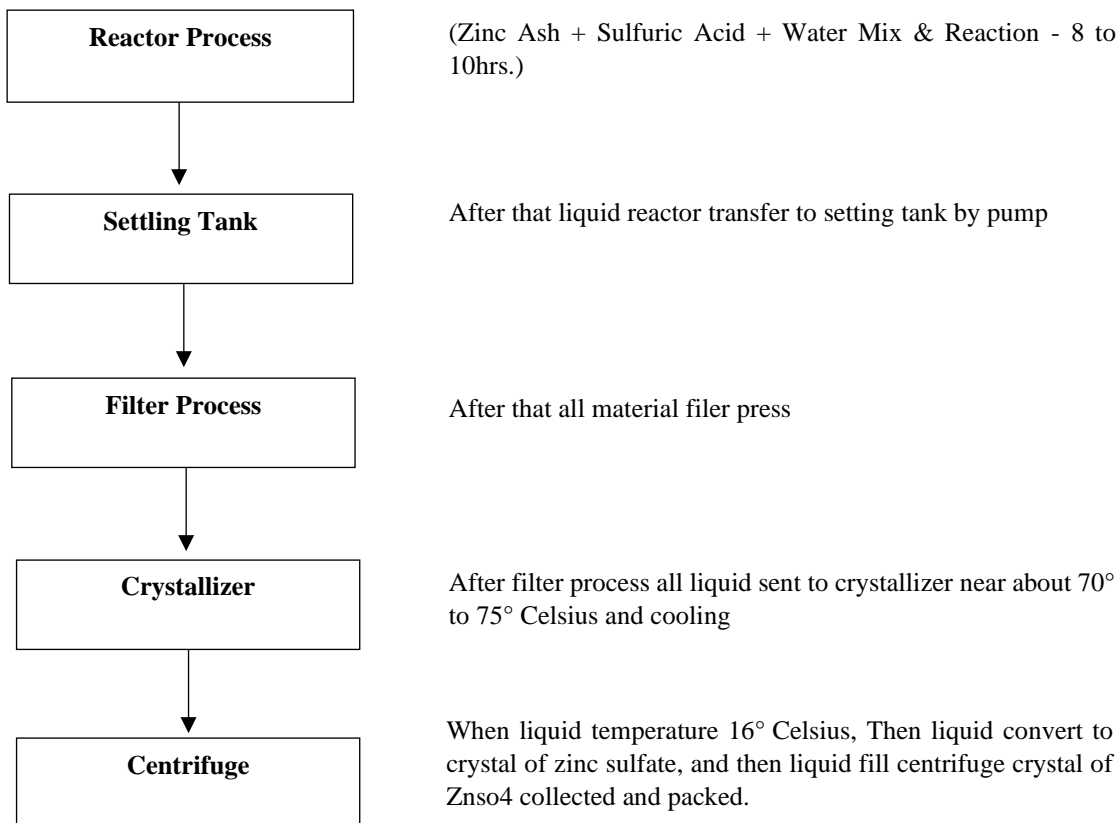 Reactor Process
(Zinc Ash + Sulfuric Acid + Water Mix & Reaction - 8 to
10hrs.)
Settling Tank
After that liquid reactor transfer to setting tank by pump
Filter Process
After that all material filer press
Crystallizer
After filter process all liquid sent to crystallizer near about 70°
to 75° Celsius and cooling
Centrifuge
When liquid temperature 16° Celsius, Then liquid convert to
crystal of zinc sulfate, and then liquid fill centrifuge crystal of
Znso4 collected and packed.